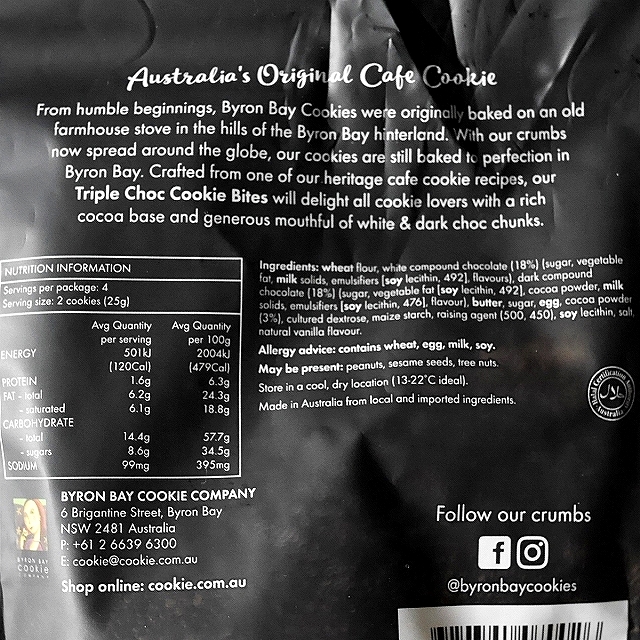 Australia's Original Cafe Cookie
From humble beginnings, Byron Bay Cookies were originally baked on an old
farmhouse stove in the hills of the Byron Bay hinterland. With our crumbs
now spread around the globe, our cookies are still baked to perfection in
Byron Bay. Crafted from one of our heritage cafe cookie recipes, our
Triple Choc Cookie Bites will delight all cookie lovers with a rich
cocoa base and generous mouthful of white & dark choc chunks.
NUTRITION INFORMATION
Servings per package: 4
Serving size: 2 cookies (25g)
Avg Quantity Avg Quantity
per serving per 100g
ENERGY 501kJ 2004kJ
(120Cal) (479Cal)
PROTEIN 1.6g 6.3g
FAT - total 6.2g 24.3g
- saturated 6.1g 18.8g
CARBOHYDRATE
- total 14.4g 57.7g
- sugars 8.6g 34.5g
SODIUM 99mg 395mg
Ingredients: wheat flour, white compound chocolate (18%) (sugar, vegetable
fat, milk solids, emulsifiers [soy lecithin, 492], flavours), dark compound
chocolate (18%) (sugar, vegetable fat [soy lecithin, 492], cocoa powder, milk
solids, emulsifiers [soy lecithin, 476], flavour), butter, sugar, egg, cocoa powder
(3%), cultured dextrose, maize starch, raising agent (500, 450), soy lecithin, salt,
natural vanilla flavour.
Allergy advice: contains wheat, egg, milk, soy.
May be present: peanuts, sesame seeds, tree nuts.
Store in a cool, dry location (13-22°C ideal).
Made in Australia from local and imported ingredients.
Halal Certification
حلال
Australia
BYRON BAY
cookie
COMPANY
BYRON BAY COOKIE COMPANY
6 Brigantine Street, Byron Bay
NSW 2481 Australia
P: +61 2 6639 6300
E: cookie@cookie.com.au
Shop online: cookie.com.au
Follow our crumbs
@byronbaycookies